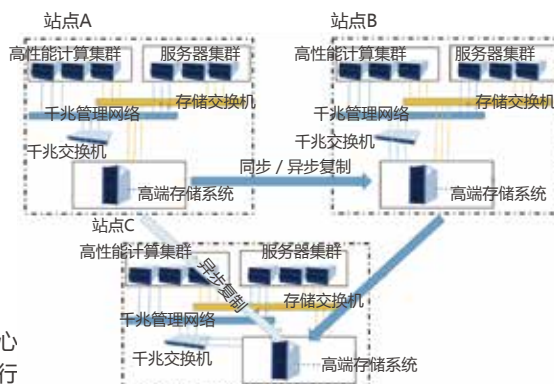 站点A
高性能计算集群
服务器集群
存储交换机
千兆管理网络
千兆交换机
高端存储系统
同步 / 异步复制
站点B
高性能计算集群
服务器集群
存储交换机
千兆管理网络
千兆交换机
高端存储系统
站点C
高性能计算集群
服务器集群
异步复制
存储交换机
千兆管理网络
千兆交换机
高端存储系统
心
行